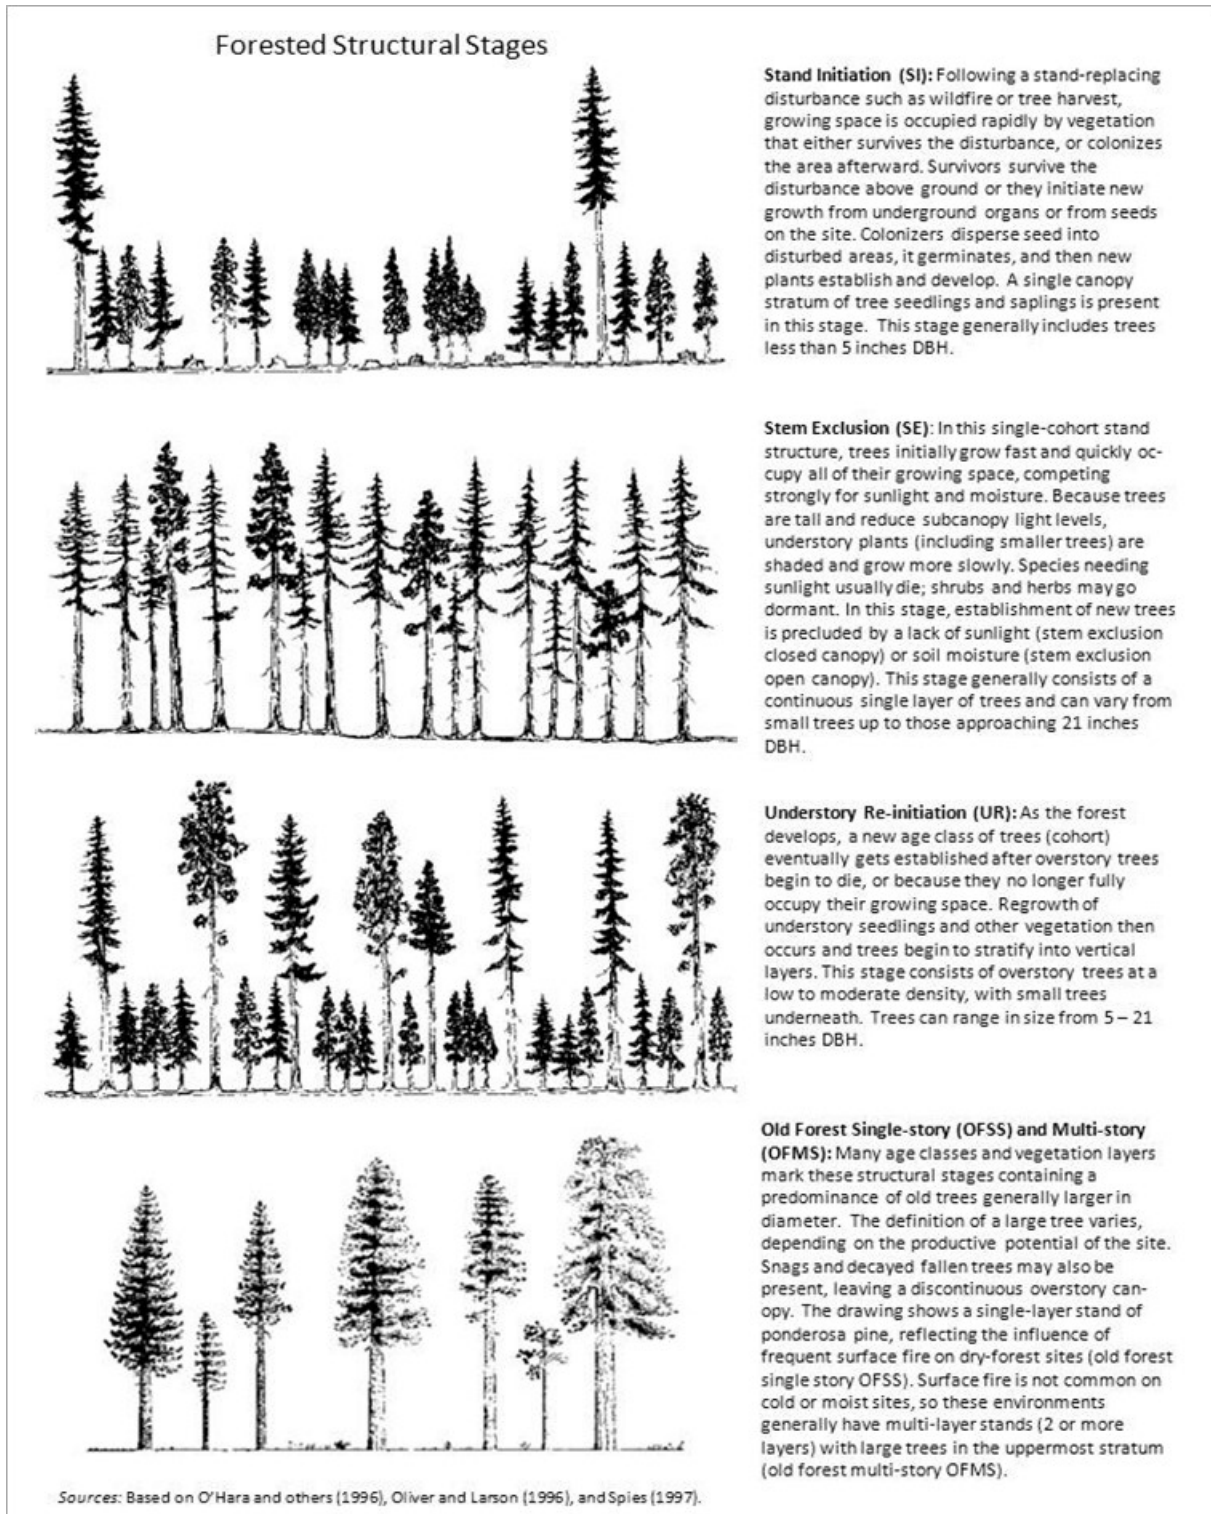 Forested Structural Stages
Stand Initiation (SI): Following a stand-replacing
disturbance such as wildfire or tree harvest,
growing space is occupied rapidly by vegetation
that either survives the disturbance, or colonizes
the area afterward. Survivors survive the
disturbance above ground or they initiate new
growth from underground organs or from seeds
on the site. Colonizers disperse seed into
disturbed areas, it germinates, and then new
plants establish and develop. A single canopy
stratum of tree seedlings and saplings is present
in this stage. This stage generally includes trees
less than 5 inches DBH.
Stem Exclusion (SE): In this single-cohort stand
structure, trees initially grow fast and quickly oc-
cupy all of their growing space, competing
strongly for sunlight and moisture. Because trees
are tall and reduce subcanopy light levels,
understory plants (including smaller trees) are
shaded and grow more slowly. Species needing
sunlight usually die; shrubs and herbs may go
dormant. In this stage, establishment of new trees
is precluded by a lack of sunlight (stem exclusion
closed canopy) or soil moisture (stem exclusion
open canopy). This stage generally consists of a
continuous single layer of trees and can vary from
small trees up to those approaching 21 inches
DBH.
Understory Re-initiation (UR): As the forest
develops, a new age class of trees (cohort)
eventually gets established after overstory trees
begin to die, or because they no longer fully
occupy their growing space. Regrowth of
understory seedlings and other vegetation then
occurs and trees begin to stratify into vertical
layers. This stage consists of overstory trees at a
low to moderate density, with small trees
underneath. Trees can range in size from 5 – 21
inches DBH.
Old Forest Single-story (OFSS) and Multi-story
(OFMS): Many age classes and vegetation layers
mark these structural stages containing a
predominance of old trees generally larger in
diameter. The definition of a large tree varies,
depending on the productive potential of the site.
Snags and decayed fallen trees may also be
present, leaving a discontinuous overstory can-
opy. The drawing shows a single-layer stand of
ponderosa pine, reflecting the influence of
frequent surface fire on dry-forest sites (old forest
single story OFSS). Surface fire is not common on
cold or moist sites, so these environments
generally have multi-layer stands (2 or more
layers) with large trees in the uppermost stratum
(old forest multi-story OFMS).
Sources: Based on O'Hara and others (1996), Oliver and Larson (1996), and Spies (1997).